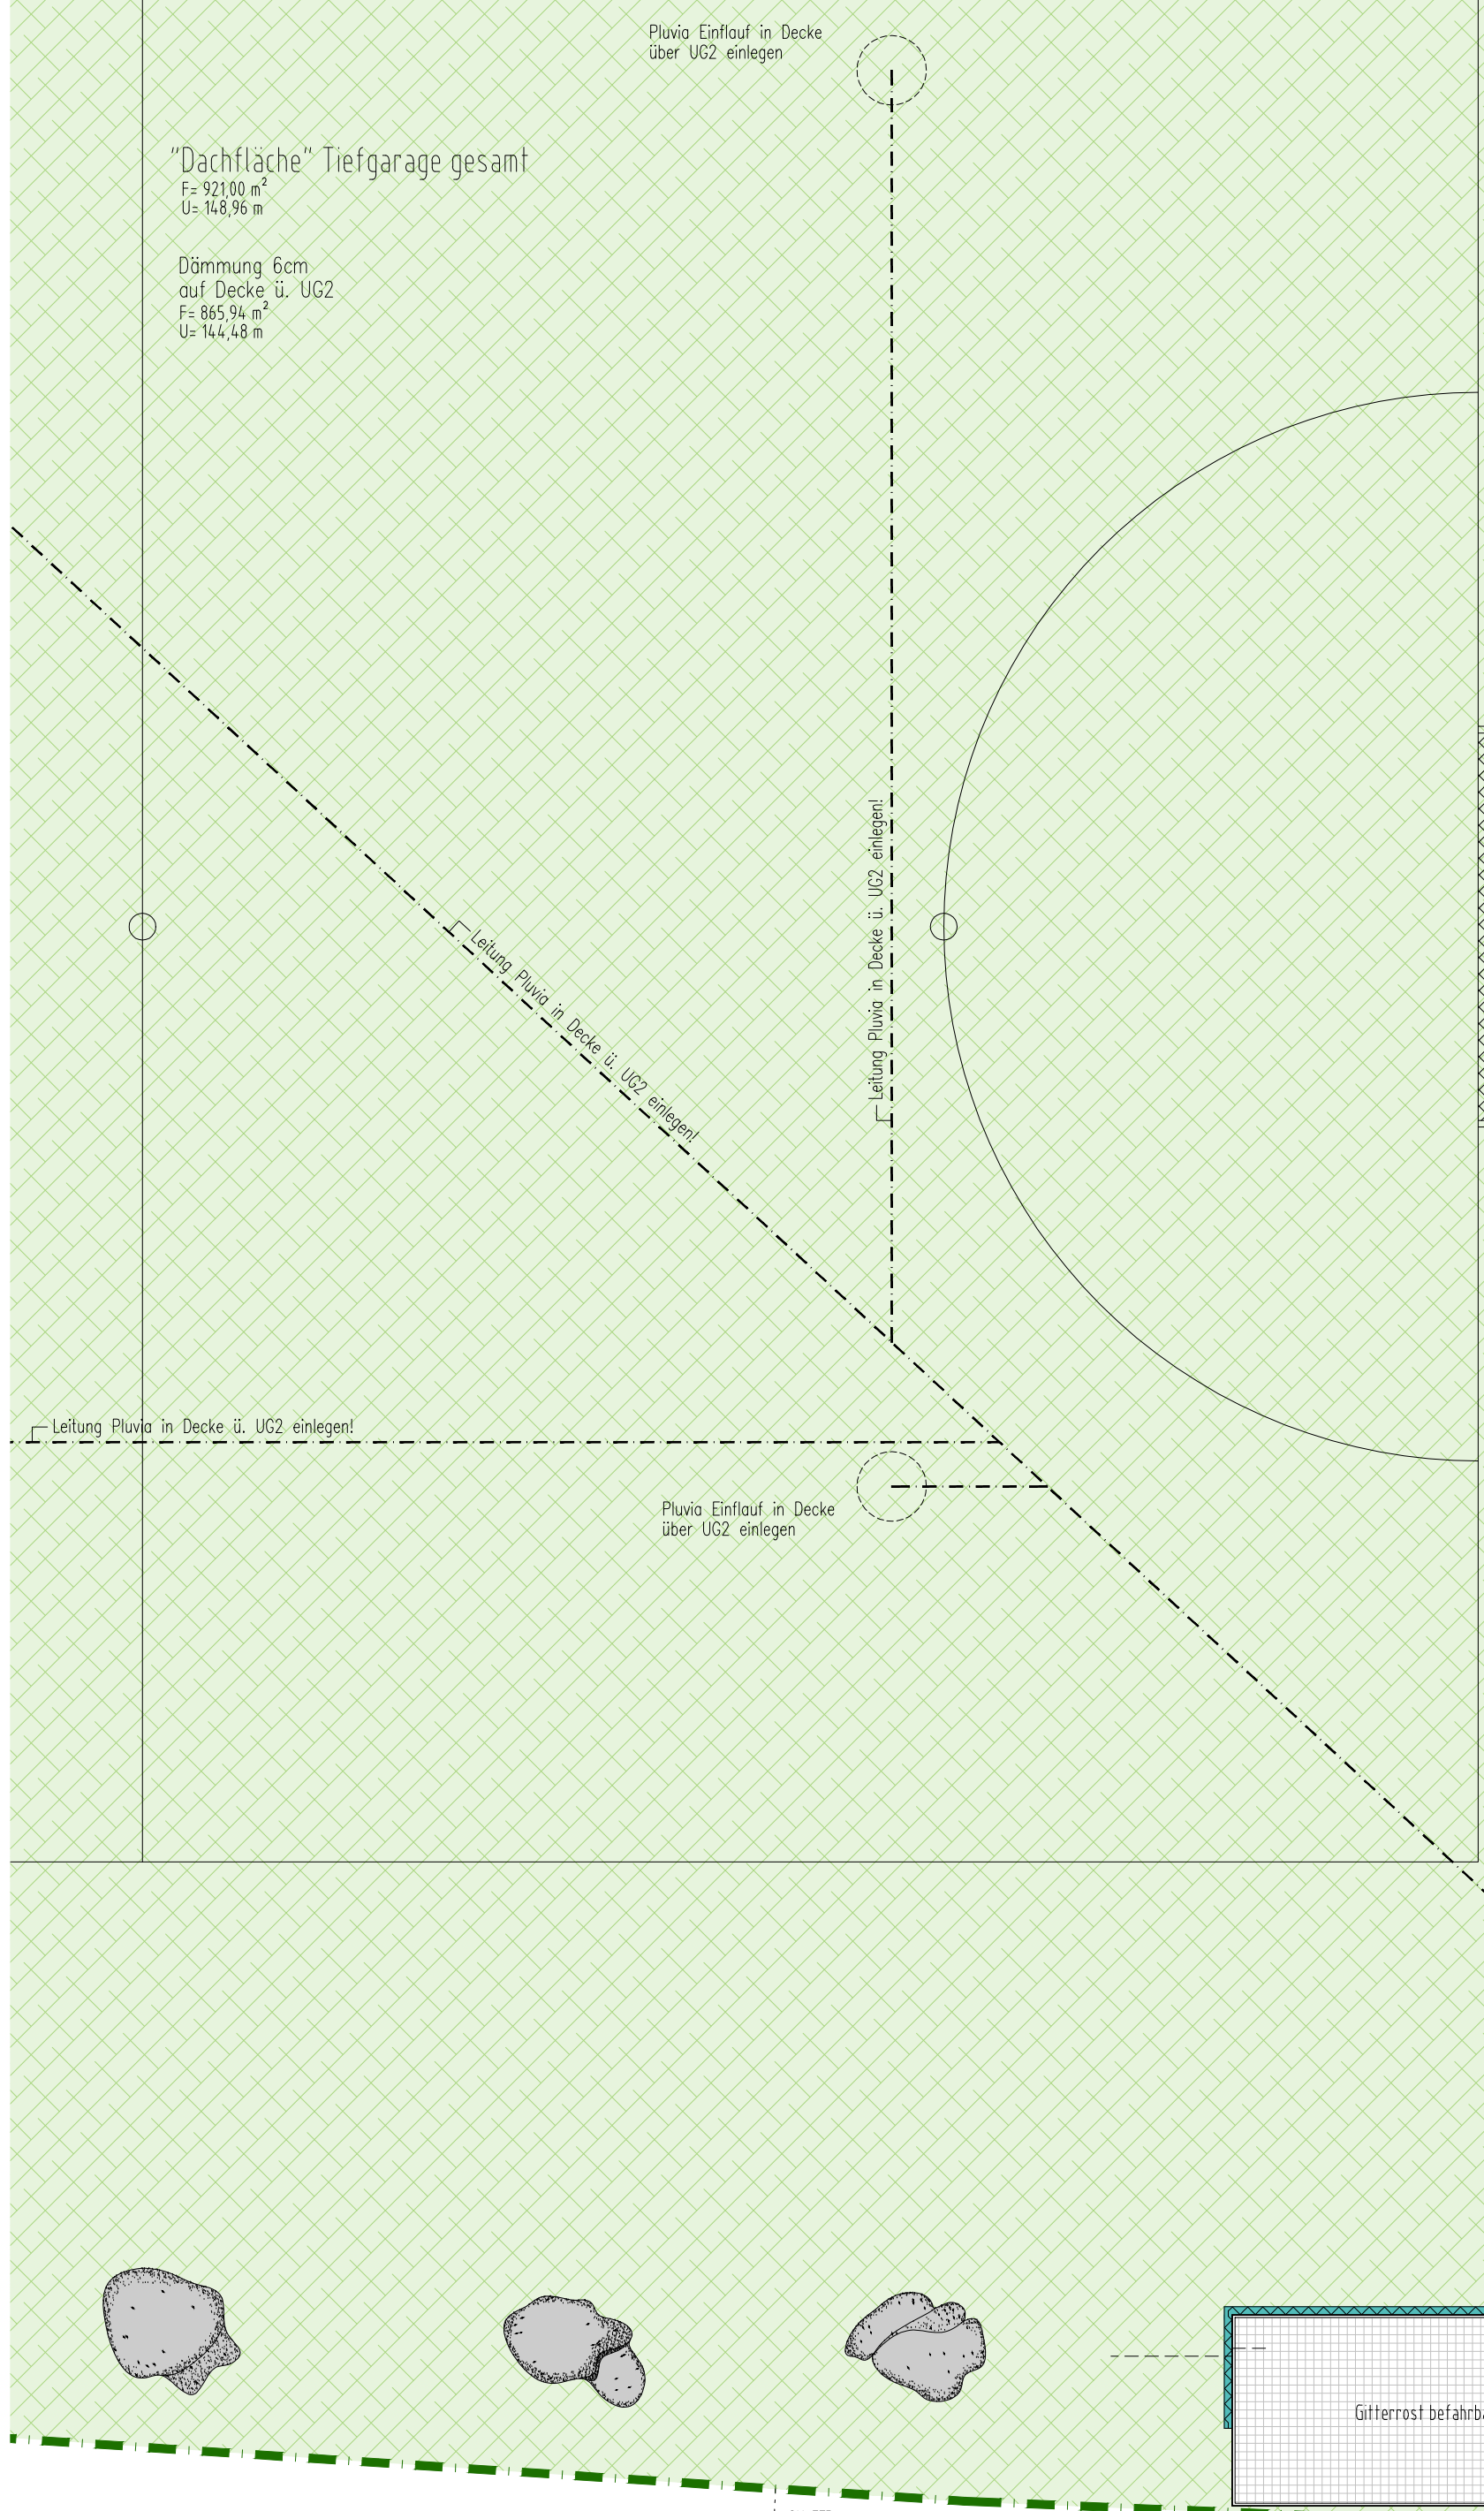 Pluvia Einflauf in Decke
über UG2 einlegen
"Dachfläche" Tiefgarage gesamt
F= 921,00 m²
U= 148,96 m
Dämmung 6cm
auf Decke ü. UG2
F= 865,94 m²
U= 144,48 m
Leitung Pluvia in Decke ü. UG2 einlegen!
Leitung Pluvia in Decke ü. UG2 einlegen!
Leitung Pluvia in Decke ü. UG2 einlegen!
Pluvia Einflauf in Decke
über UG2 einlegen
Gitterrost befahrba